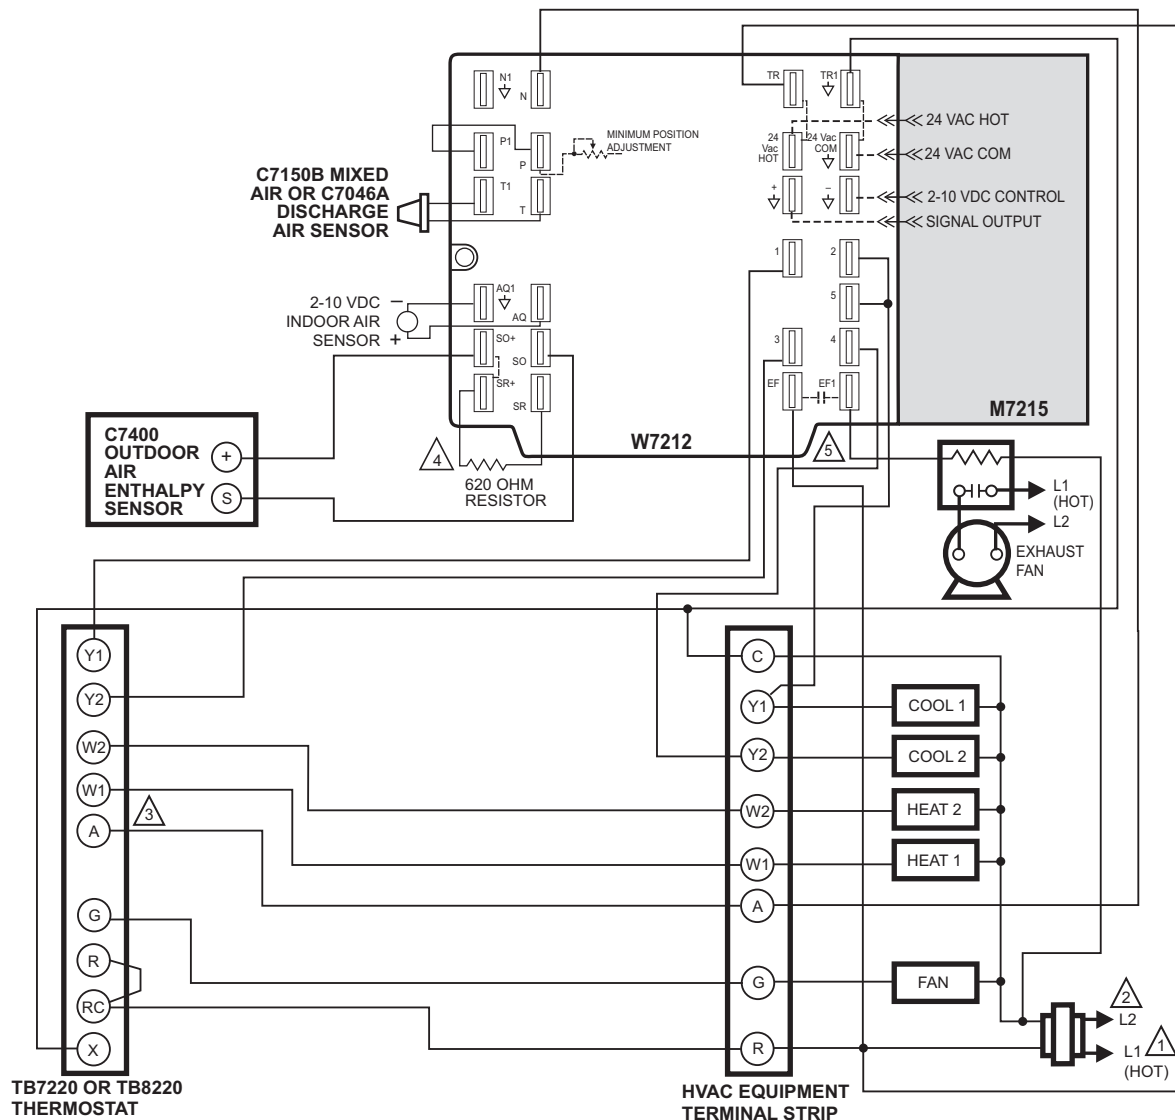 N1
N
TR
TR1
24 VAC HOT
P1
P
MINIMUM POSITION
ADJUSTMENT
24
Vac
HOT
24 Vac
COM
24 VAC COM
C7150B MIXED
AIR OR C7046A
DISCHARGE
AIR SENSOR
T1
T
+
–
2-10 VDC CONTROL
SIGNAL OUTPUT
1
2
2-10 VDC –
INDOOR AIR
SENSOR +
AQ1
AQ
5
SO+
SO
3
4
SR+
SR
EF
EF1
M7215
W7212
C7400
OUTDOOR
AIR
ENTHALPY
SENSOR
+
S
4
620 OHM
RESISTOR
5
L1
(HOT)
L2
EXHAUST
FAN
Y1
Y2
W2
W1
A
G
R
RC
X
3
C
Y1
Y2
W2
W1
A
G
R
COOL 1
COOL 2
HEAT 2
HEAT 1
FAN
2
L2
L1
(HOT)
1
TB7220 OR TB8220
THERMOSTAT
HVAC EQUIPMENT
TERMINAL STRIP